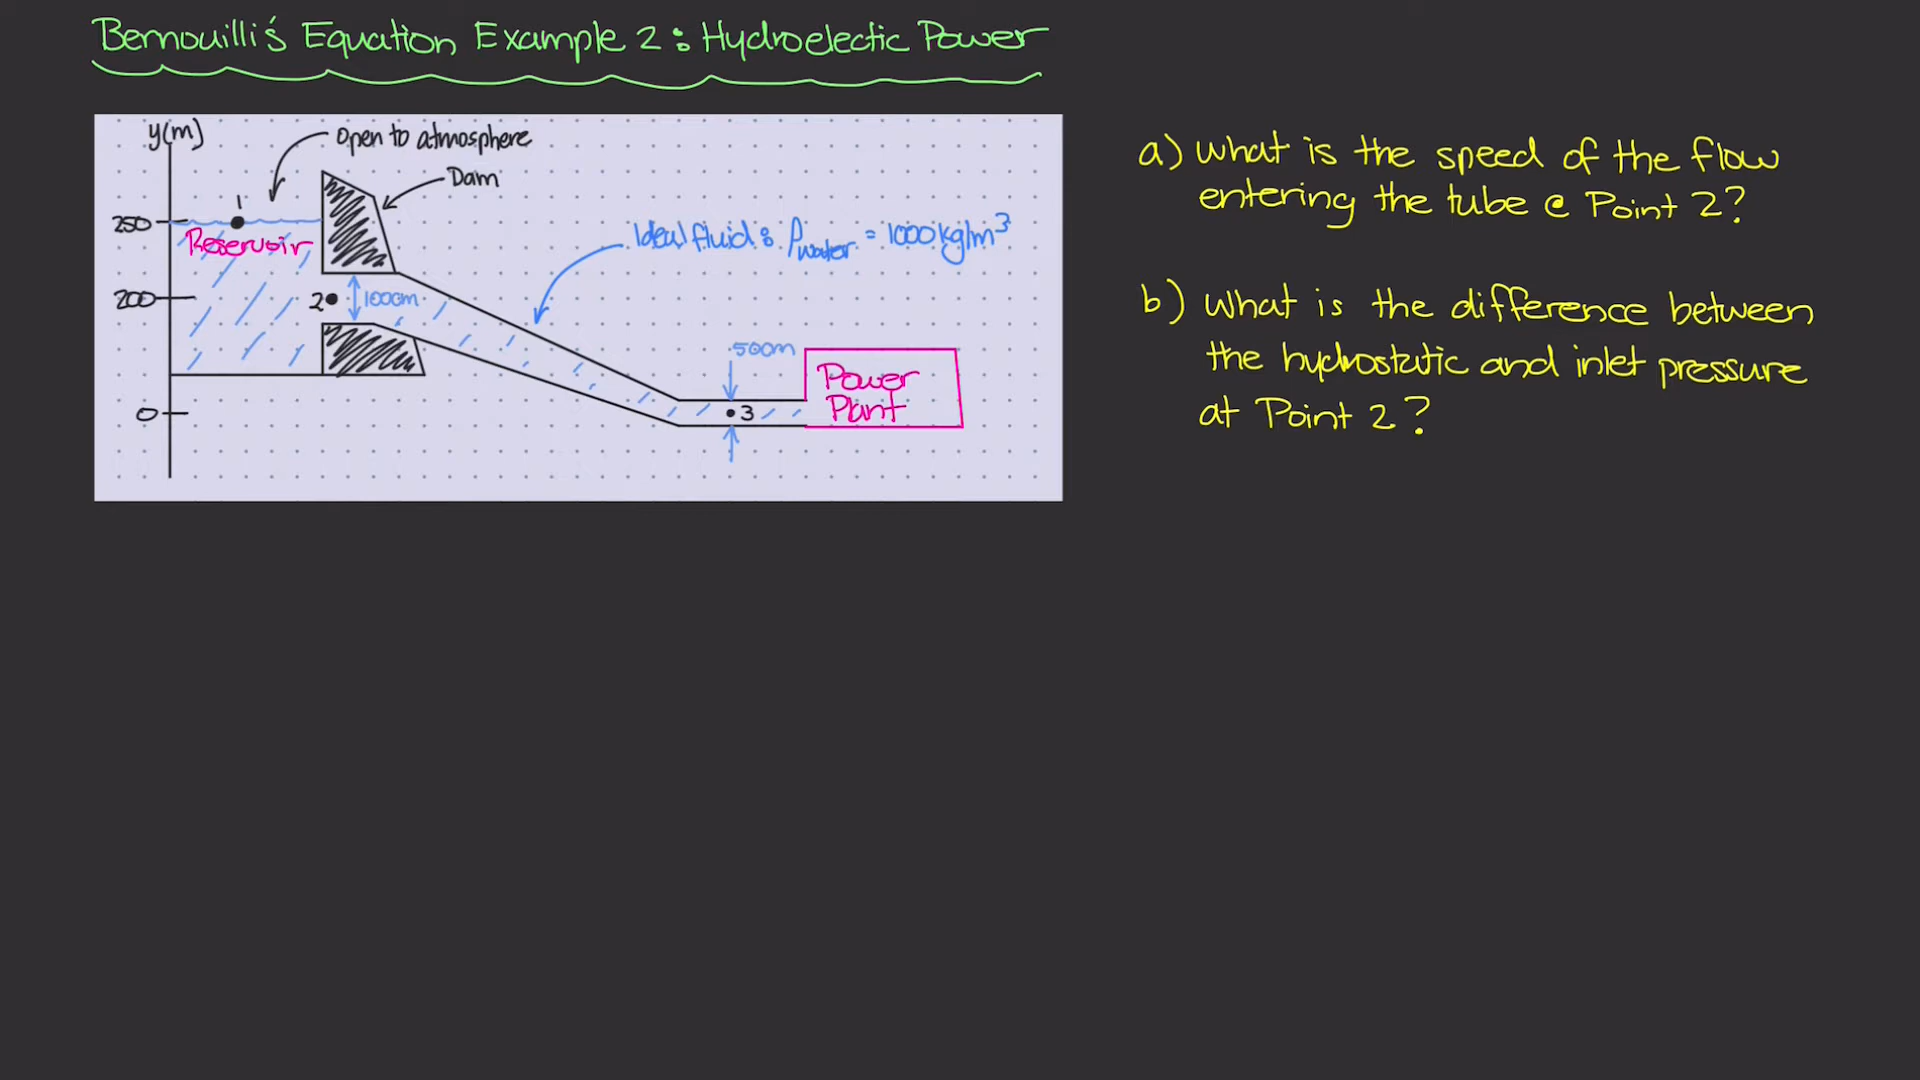 Bernouilli's Equation Example 2: Hydroelectic Power
y(m)
Open to atmosphere
Dam
1
250
Reservoir
Ideal fluid: ρwater = 1000kg/m³
200
2
100cm
50cm
Power
Plant
3
0
a) What is the speed of the flow
entering the tube @ Point 2?
b) What is the difference between
the hydrostatic and inlet pressure
at Point 2?